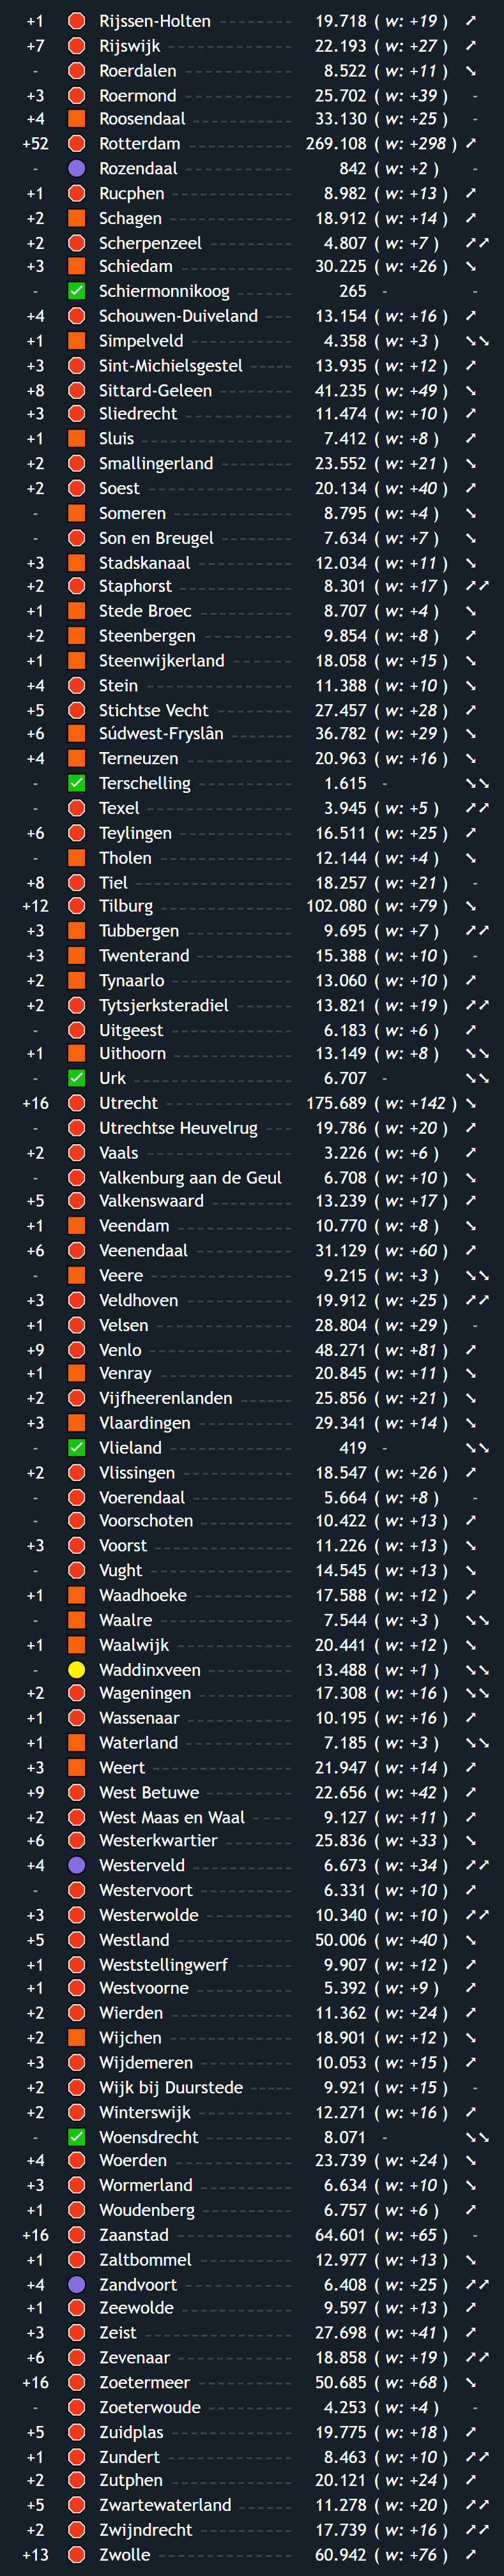 +1 Rijssen-Holten 19.718 ( w: +19 ) ➚
+7 Rijswijk 22.193 ( w: +27 ) ➚
- Roerdalen 8.522 ( w: +11 ) ➘
+3 Roermond 25.702 ( w: +39 ) -
+4 Roosendaal 33.130 ( w: +25 ) -
+52 Rotterdam 269.108 ( w: +298 ) ➚
- Rozendaal 842 ( w: +2 ) -
+1 Rucphen 8.982 ( w: +13 ) ➚
+2 Schagen 18.912 ( w: +14 ) ➚
+2 Scherpenzeel 4.807 ( w: +7 ) ➚➚
+3 Schiedam 30.225 ( w: +26 ) ➘
- Schiermonnikoog 265 - -
+4 Schouwen-Duiveland 13.154 ( w: +16 ) ➚
+1 Simpelveld 4.358 ( w: +3 ) ➘➘
+3 Sint-Michielsgestel 13.935 ( w: +12 ) ➚
+8 Sittard-Geleen 41.235 ( w: +49 ) ➘
+3 Sliedrecht 11.474 ( w: +10 ) ➚
+1 Sluis 7.412 ( w: +8 ) ➚
+2 Smallingerland 23.552 ( w: +21 ) ➘
+2 Soest 20.134 ( w: +40 ) ➚
- Someren 8.795 ( w: +4 ) ➘
- Son en Breugel 7.634 ( w: +7 ) ➘
+3 Stadskanaal 12.034 ( w: +11 ) ➘
+2 Staphorst 8.301 ( w: +17 ) ➚➚
+1 Stede Broec 8.707 ( w: +4 ) ➘
+2 Steenbergen 9.854 ( w: +8 ) ➚
+1 Steenwijkerland 18.058 ( w: +15 ) ➘
+4 Stein 11.388 ( w: +10 ) ➘
+5 Stichtse Vecht 27.457 ( w: +28 ) ➚
+6 Súdwest-Fryslân 36.782 ( w: +29 ) ➘
+4 Terneuzen 20.963 ( w: +16 ) ➘
- Terschelling 1.615 - ➘➘
- Texel 3.945 ( w: +5 ) ➚➚
+6 Teylingen 16.511 ( w: +25 ) ➚
- Tholen 12.144 ( w: +4 ) ➘
+8 Tiel 18.257 ( w: +21 ) -
+12 Tilburg 102.080 ( w: +79 ) ➘
+3 Tubbergen 9.695 ( w: +7 ) ➚➚
+3 Twenterand 15.388 ( w: +10 ) -
+2 Tynaarlo 13.060 ( w: +10 ) ➚
+2 Tytsjerksteradiel 13.821 ( w: +19 ) ➚➚
- Uitgeest 6.183 ( w: +6 ) ➚
+1 Uithoorn 13.149 ( w: +8 ) ➘➘
- Urk 6.707 - ➘➘
+16 Utrecht 175.689 ( w: +142 ) ➘
- Utrechtse Heuvelrug 19.786 ( w: +20 ) ➚
+2 Vaals 3.226 ( w: +6 ) ➚
- Valkenburg aan de Geul 6.708 ( w: +10 ) ➘
+5 Valkenswaard 13.239 ( w: +17 ) ➚
+1 Veendam 10.770 ( w: +8 ) ➘
+6 Veenendaal 31.129 ( w: +60 ) ➚
- Veere 9.215 ( w: +3 ) ➘➘
+3 Veldhoven 19.912 ( w: +25 ) ➚➚
+1 Velsen 28.804 ( w: +29 ) -
+9 Venlo 48.271 ( w: +81 ) ➚
+1 Venray 20.845 ( w: +11 ) ➘
+2 Vijfheerenlanden 25.856 ( w: +21 ) ➘
+3 Vlaardingen 29.341 ( w: +14 ) ➘
- Vlieland 419 - ➘➘
+2 Vlissingen 18.547 ( w: +26 ) ➚
- Voerendaal 5.664 ( w: +8 ) -
- Voorschoten 10.422 ( w: +13 ) ➚
+3 Voorst 11.226 ( w: +13 ) ➘
- Vught 14.545 ( w: +13 ) ➘
+1 Waadhoeke 17.588 ( w: +12 ) ➚
- Waalre 7.544 ( w: +3 ) ➘➘
+1 Waalwijk 20.441 ( w: +12 ) ➘
- Waddinxveen 13.488 ( w: +1 ) ➘➘
+2 Wageningen 17.308 ( w: +16 ) ➘➘
+1 Wassenaar 10.195 ( w: +16 ) ➚
+1 Waterland 7.185 ( w: +3 ) ➘➘
+3 Weert 21.947 ( w: +14 ) ➚
+9 West Betuwe 22.656 ( w: +42 ) ➚
+2 West Maas en Waal 9.127 ( w: +11 ) ➚
+6 Westerkwartier 25.836 ( w: +33 ) ➘
+4 Westerveld 6.673 ( w: +34 ) ➚➚
- Westervoort 6.331 ( w: +10 ) ➚
+3 Westerwolde 10.340 ( w: +10 ) ➚➚
+5 Westland 50.006 ( w: +40 ) ➘
+1 Weststellingwerf 9.907 ( w: +12 ) ➚
+1 Westvoorne 5.392 ( w: +9 ) ➚
+2 Wierden 11.362 ( w: +24 ) ➚
+2 Wijchen 18.901 ( w: +12 ) ➘
+3 Wijdemeren 10.053 ( w: +15 ) ➚
+2 Wijk bij Duurstede 9.921 ( w: +15 ) -
+2 Winterswijk 12.271 ( w: +16 ) ➚
- Woensdrecht 8.071 - ➘➘
+4 Woerden 23.739 ( w: +24 ) ➘
+3 Wormerland 6.634 ( w: +10 ) ➘
+1 Woudenberg 6.757 ( w: +6 ) ➚
+16 Zaanstad 64.601 ( w: +65 ) -
+1 Zaltbommel 12.977 ( w: +13 ) ➘
+4 Zandvoort 6.408 ( w: +25 ) ➚➚
+1 Zeewolde 9.597 ( w: +13 ) ➚
+3 Zeist 27.698 ( w: +41 ) ➚
+6 Zevenaar 18.858 ( w: +19 ) ➚➚
+16 Zoetermeer 50.685 ( w: +68 ) ➘
- Zoeterwoude 4.253 ( w: +4 ) -
+5 Zuidplas 19.775 ( w: +18 ) ➚
+1 Zundert 8.463 ( w: +10 ) ➚➚
+2 Zutphen 20.121 ( w: +24 ) ➚
+5 Zwartewaterland 11.278 ( w: +20 ) ➚➚
+2 Zwijndrecht 17.739 ( w: +16 ) ➚➚
+13 Zwolle 60.942 ( w: +76 ) ➚